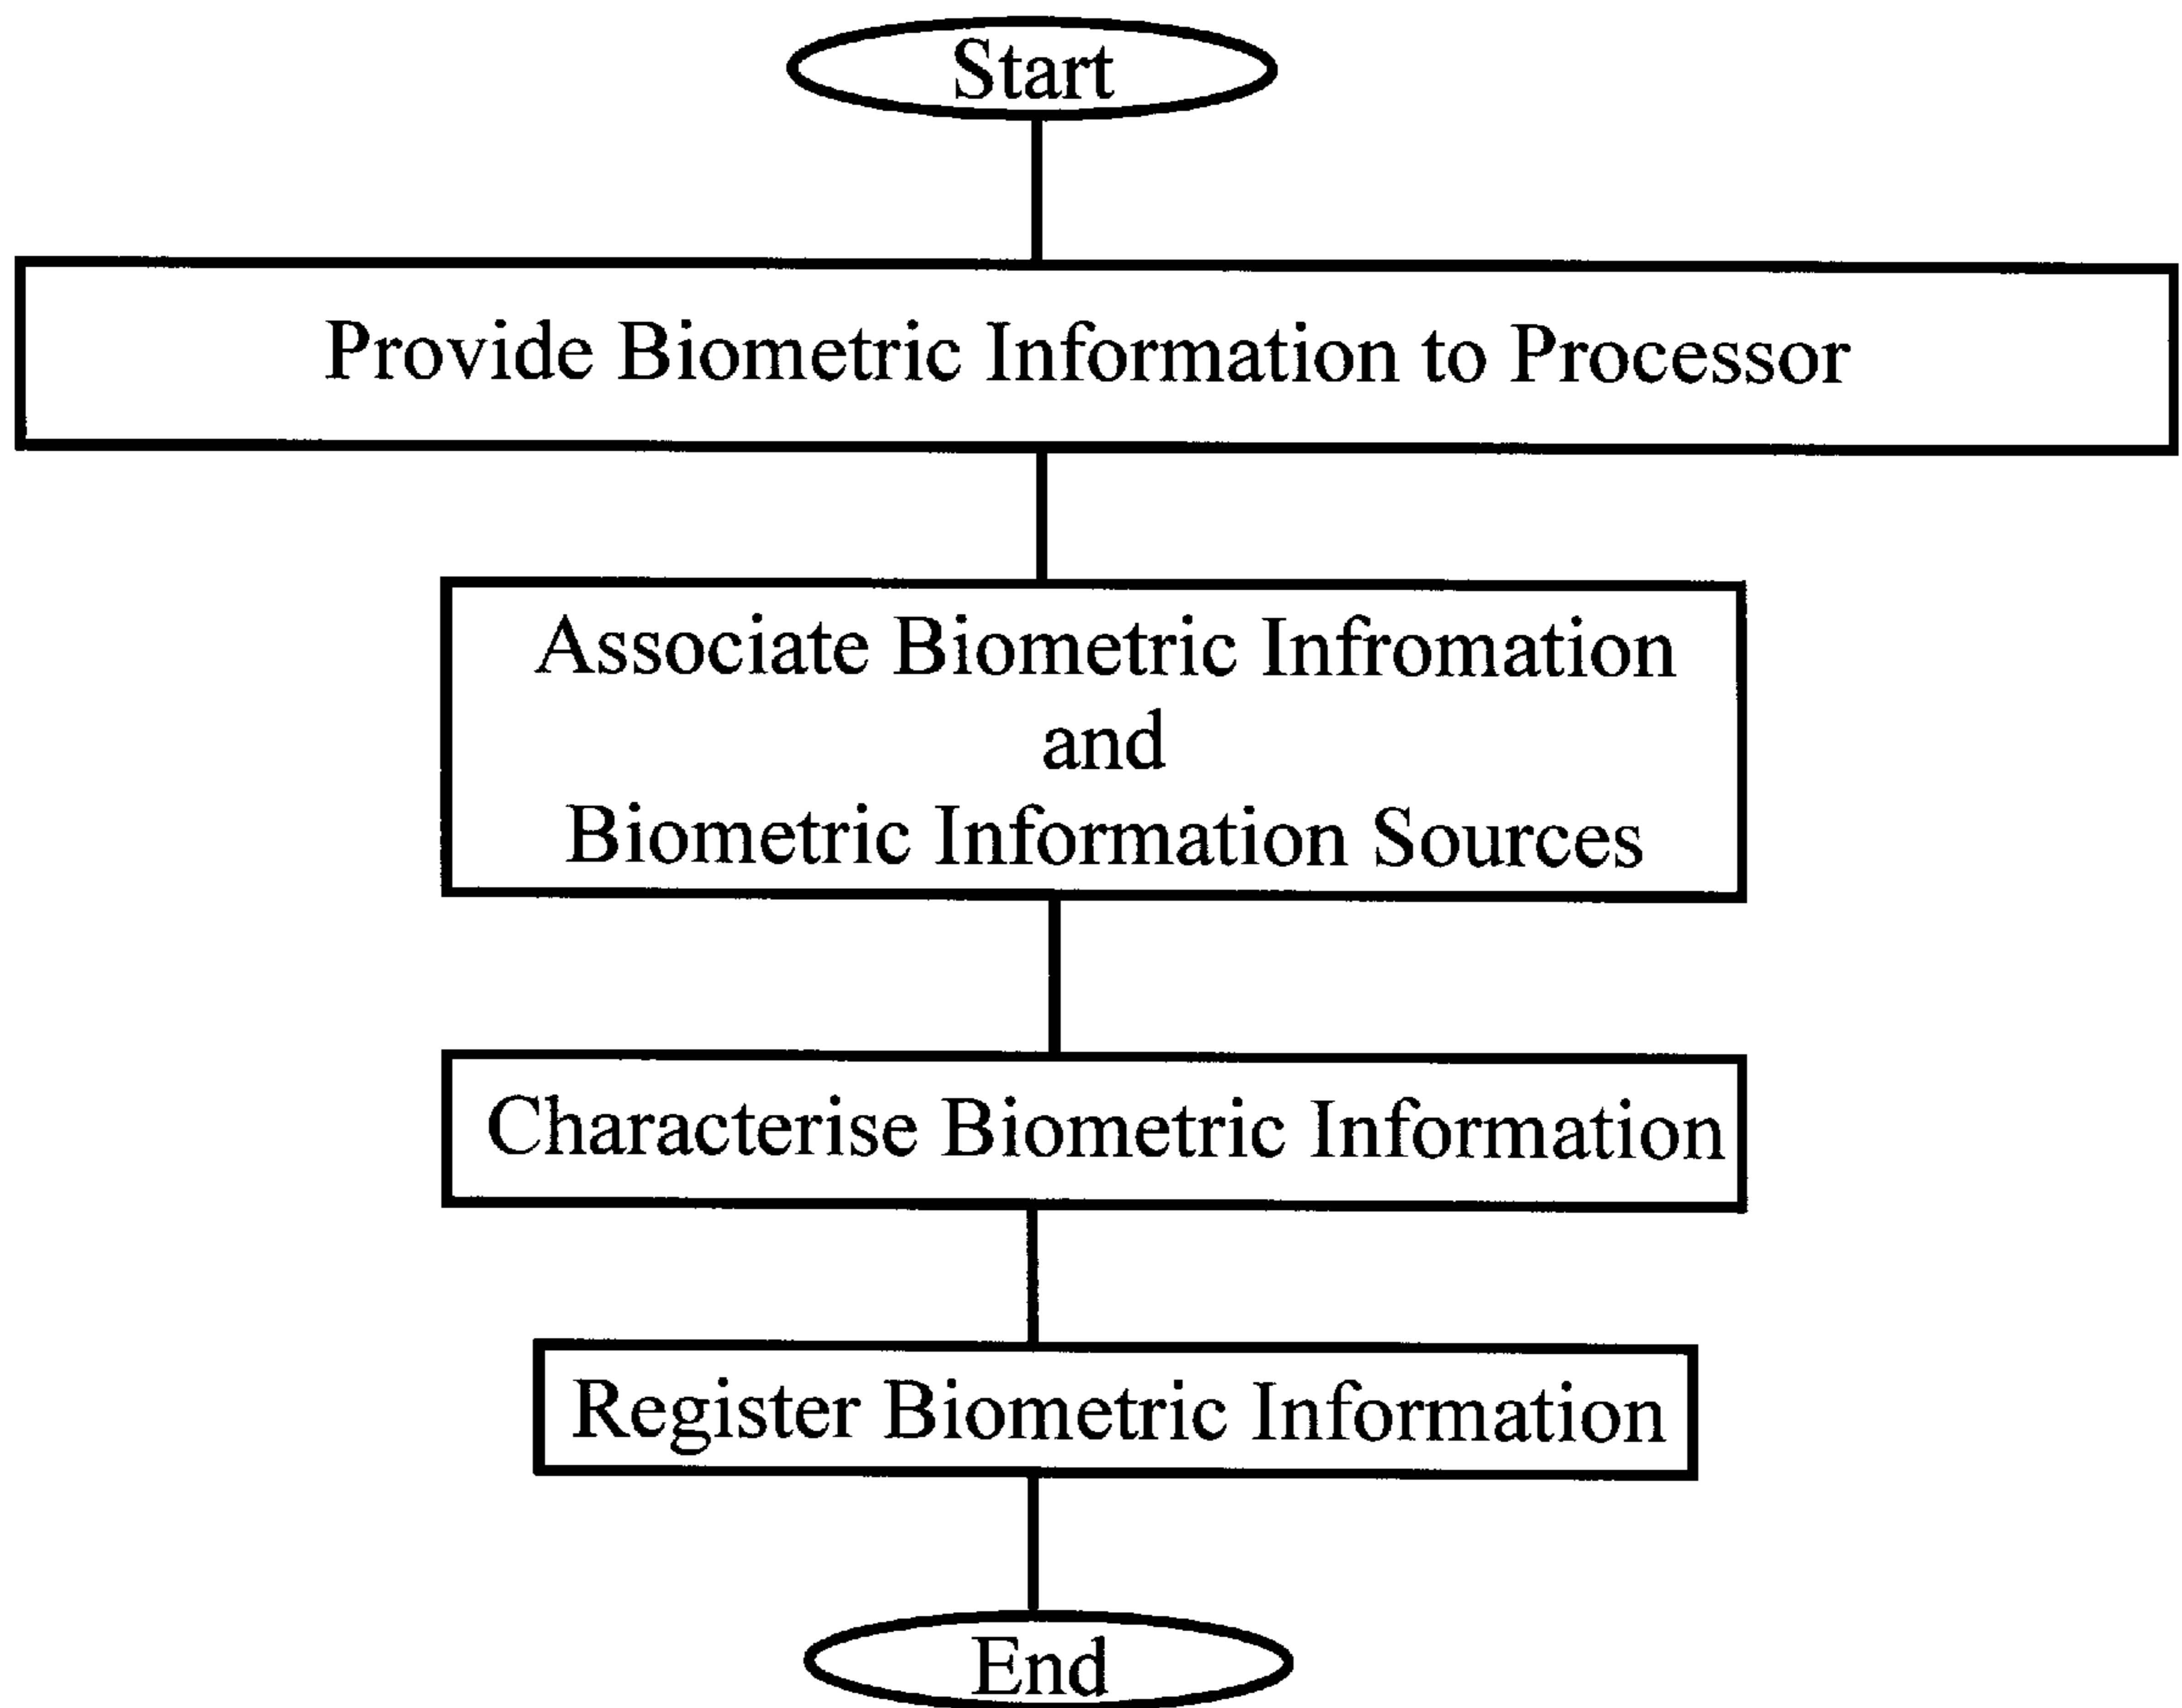 Start
Provide Biometric Information to Processor
Associate Biometric Infromation
and
Biometric Information Sources
Characterise Biometric Information
Register Biometric Information
End